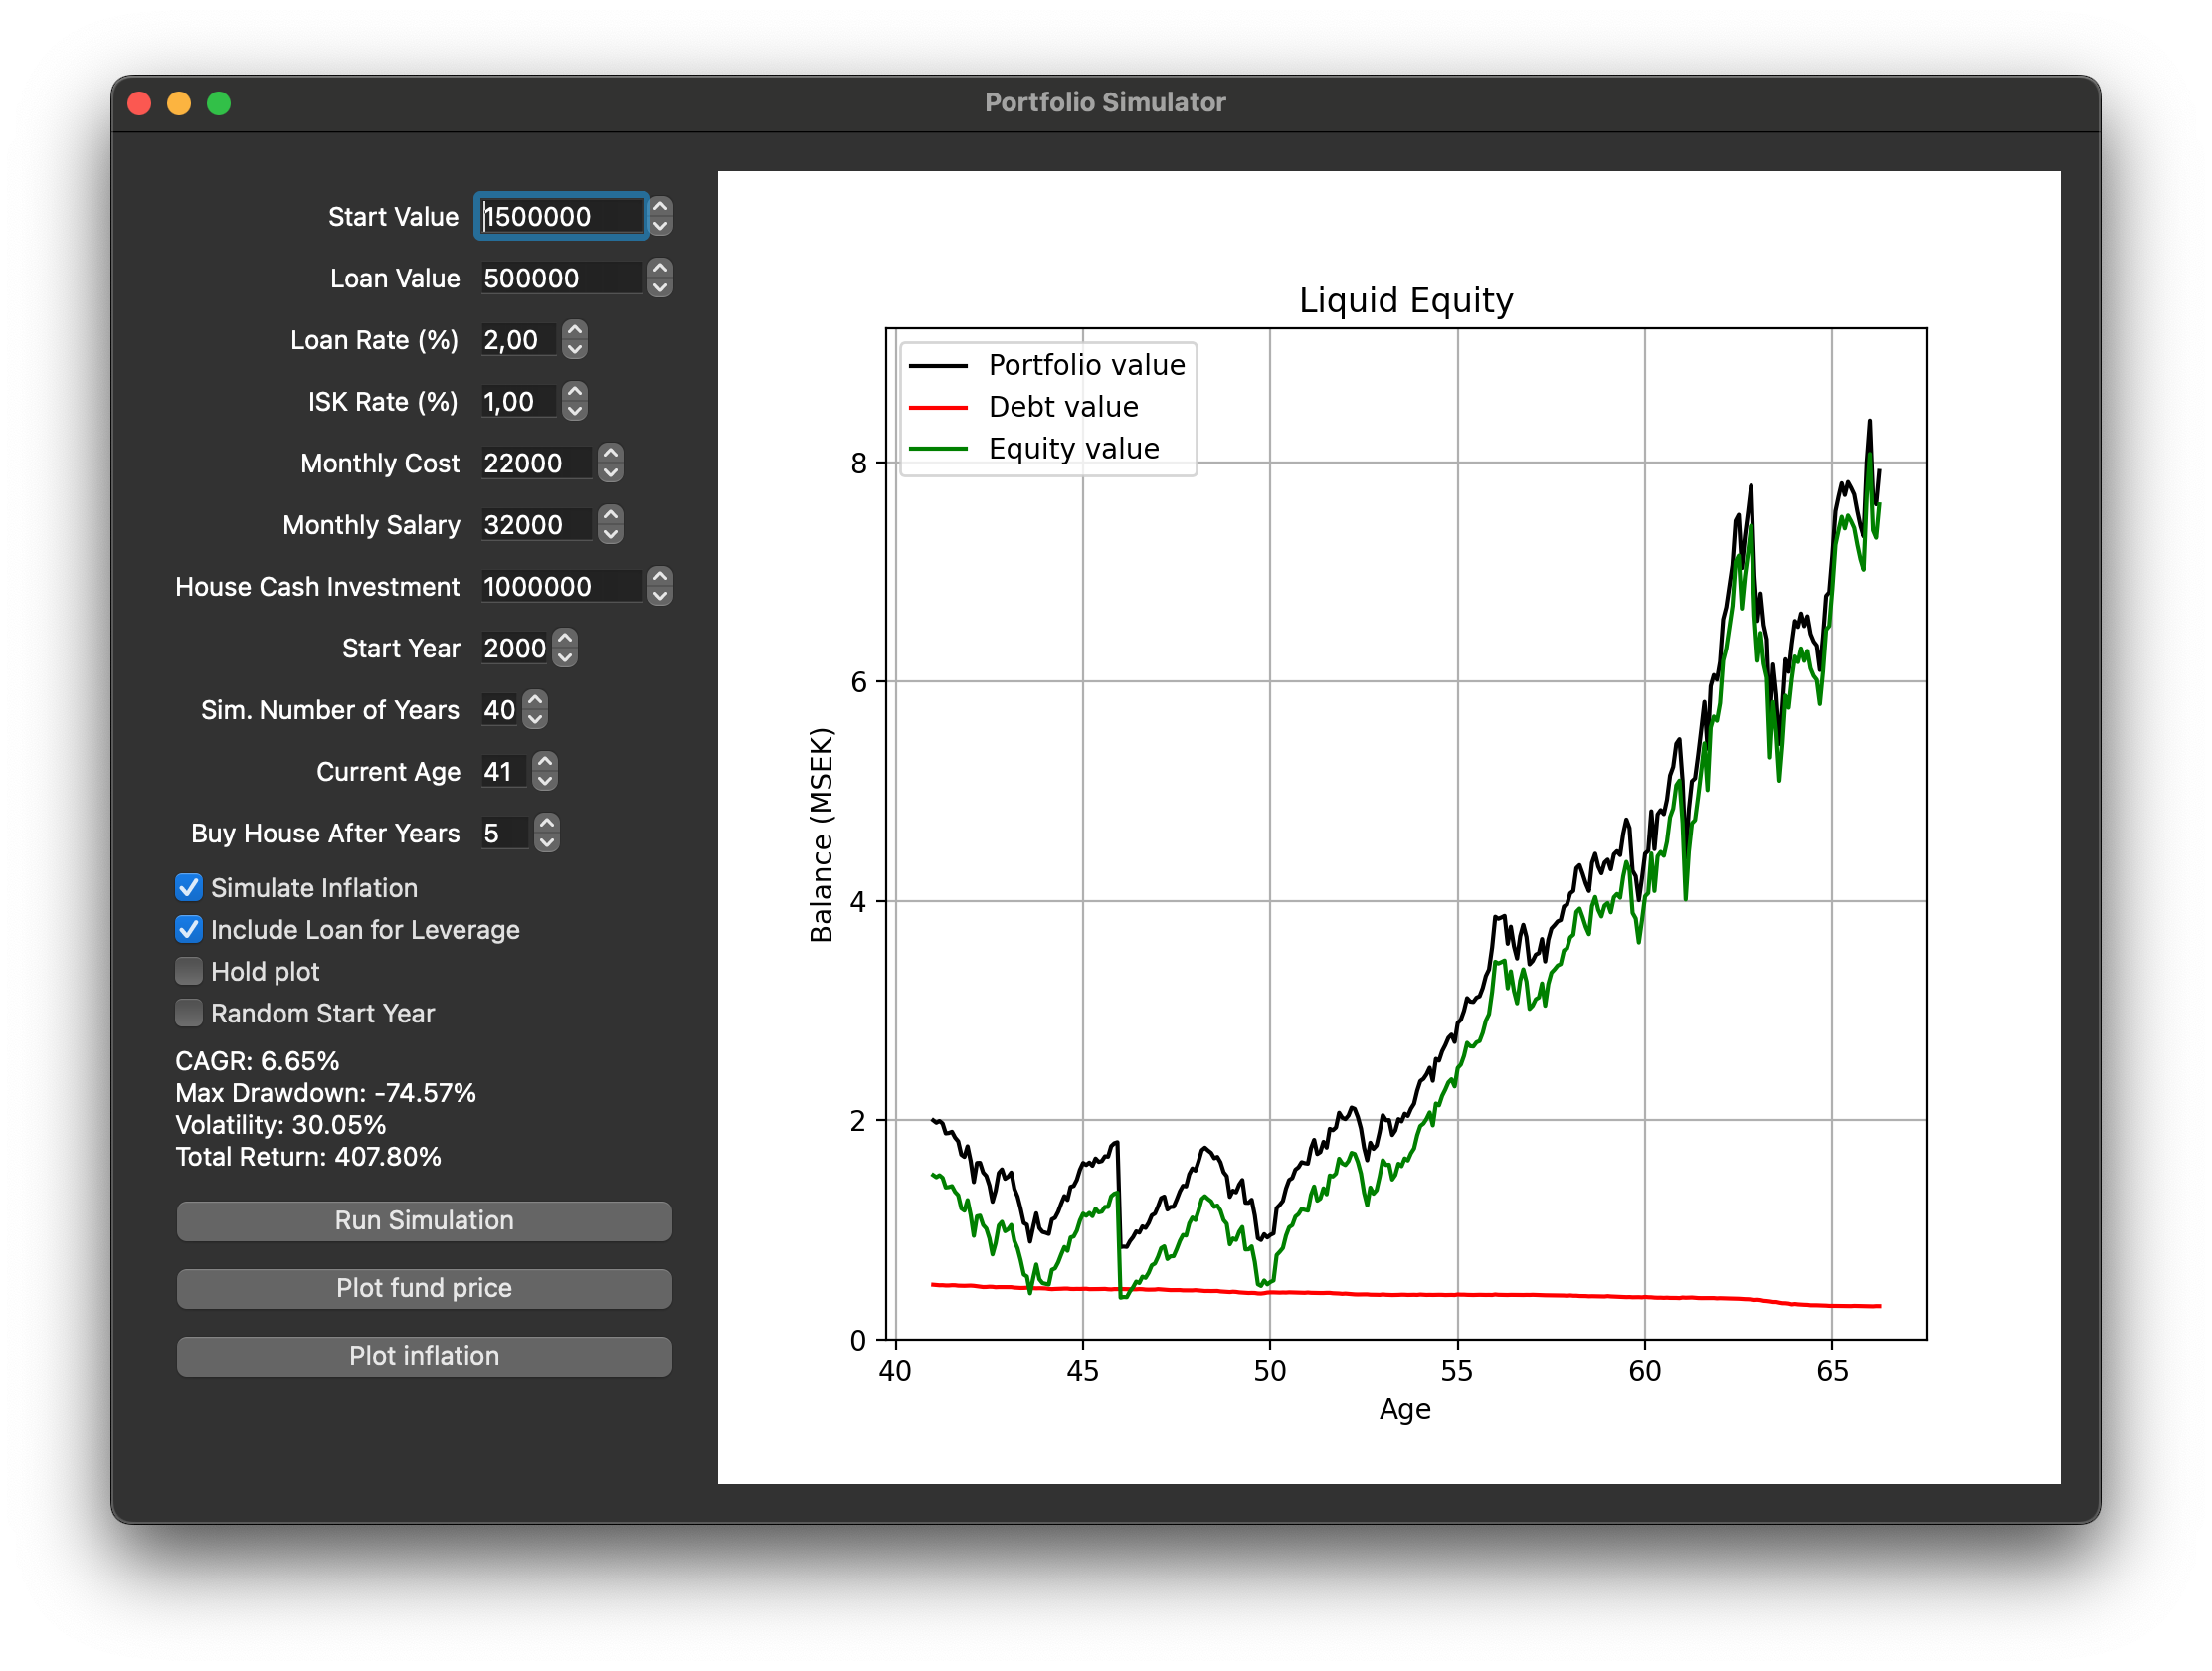 Portfolio Simulator
Start Value 1500000
Loan Value 500000
Loan Rate (%) 2,00
ISK Rate (%) 1,00
Monthly Cost 22000
Monthly Salary 32000
House Cash Investment 1000000
Start Year 2000
Sim. Number of Years 40
Current Age 41
Buy House After Years 5
Simulate Inflation
Include Loan for Leverage
Hold plot
Random Start Year
CAGR: 6.65%
Max Drawdown: -74.57%
Volatility: 30.05%
Total Return: 407.80%
Run Simulation
Plot fund price
Plot inflation
Liquid Equity
Portfolio value
Debt value
Equity value
Balance (MSEK)
8
6
4
2
0
40 45 50 55 60 65
Age